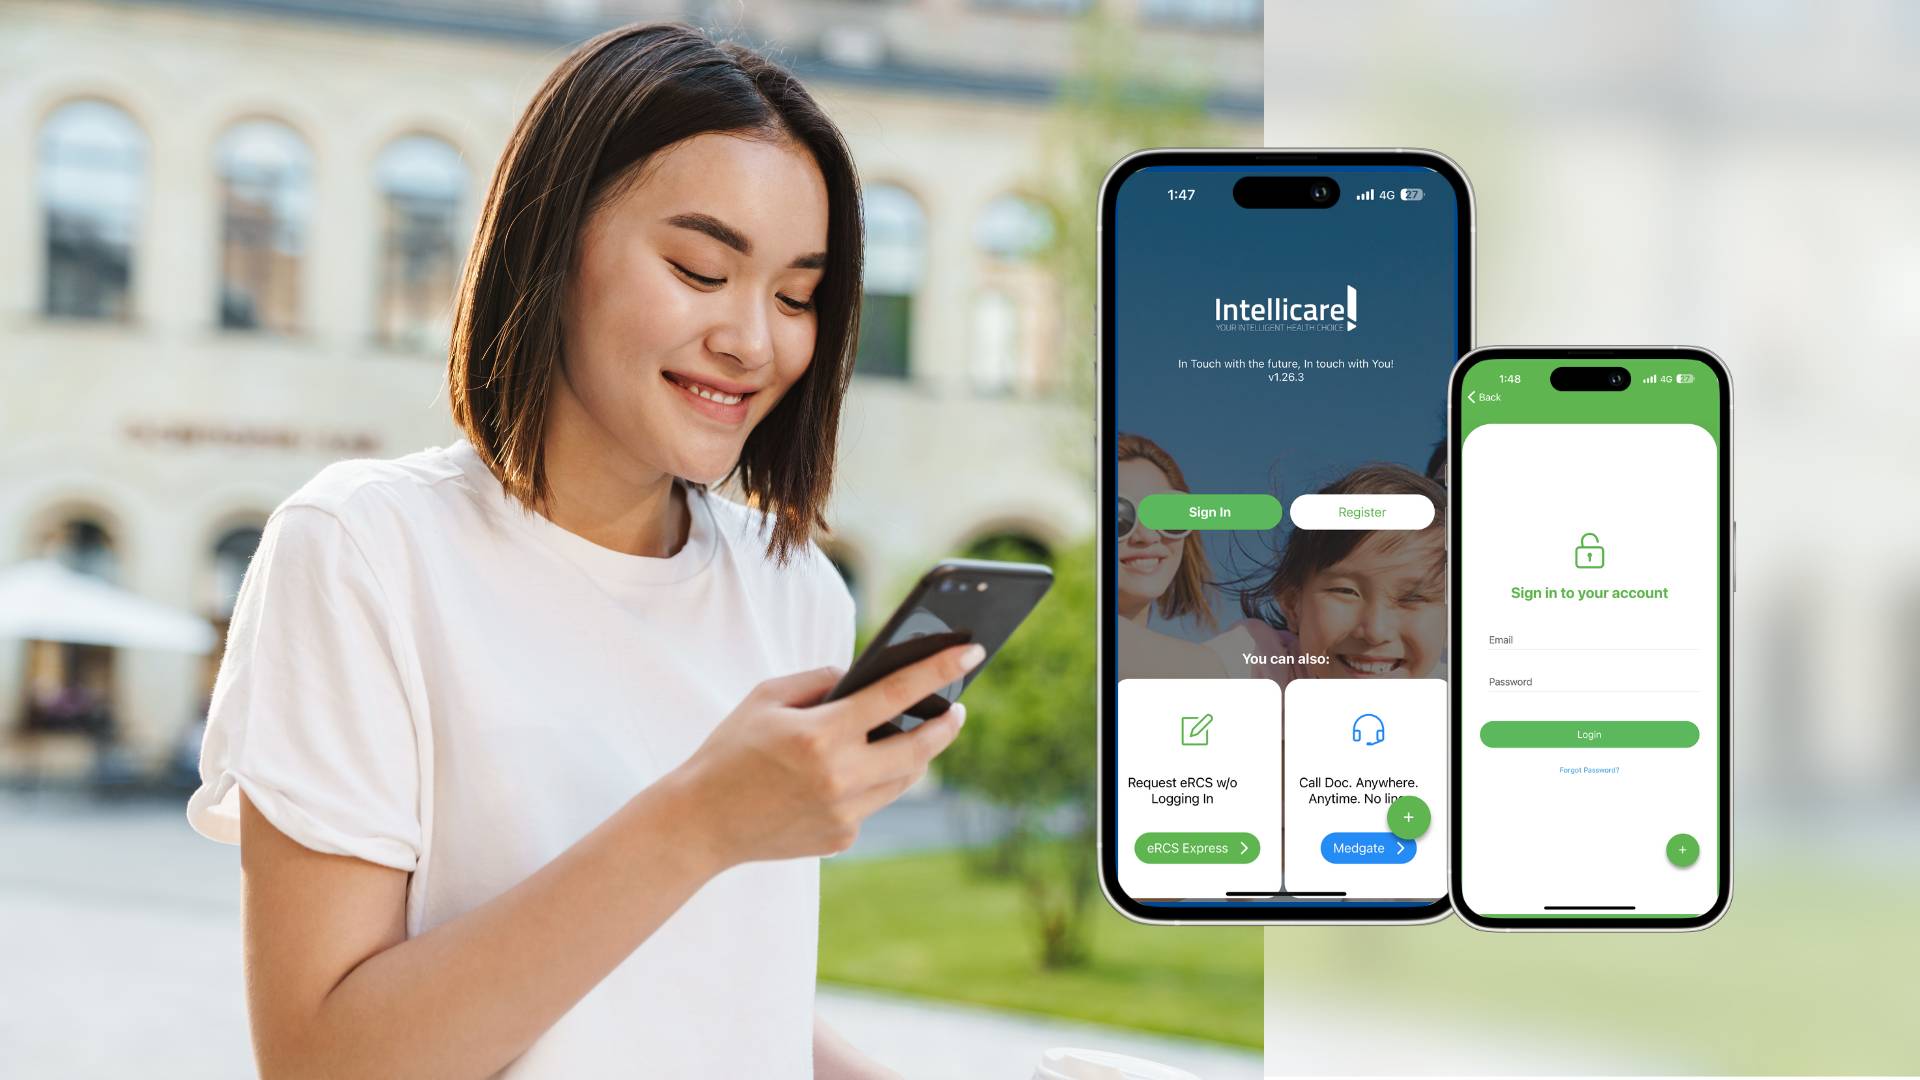 1:47
4G 27
Intellicare!
YOUR INTELLIGENT HEALTH CHOICE
In Touch with the future, In touch with You!
v1.26.3
Sign In
Register
You can also:
Request eRCS w/o
Logging In
eRCS Express
Call Doc. Anywhere.
Anytime. No
Medgate
+
1:48
4G 27
Back
Sign in to your account
Email
Password
Login
Forgot Password?
+